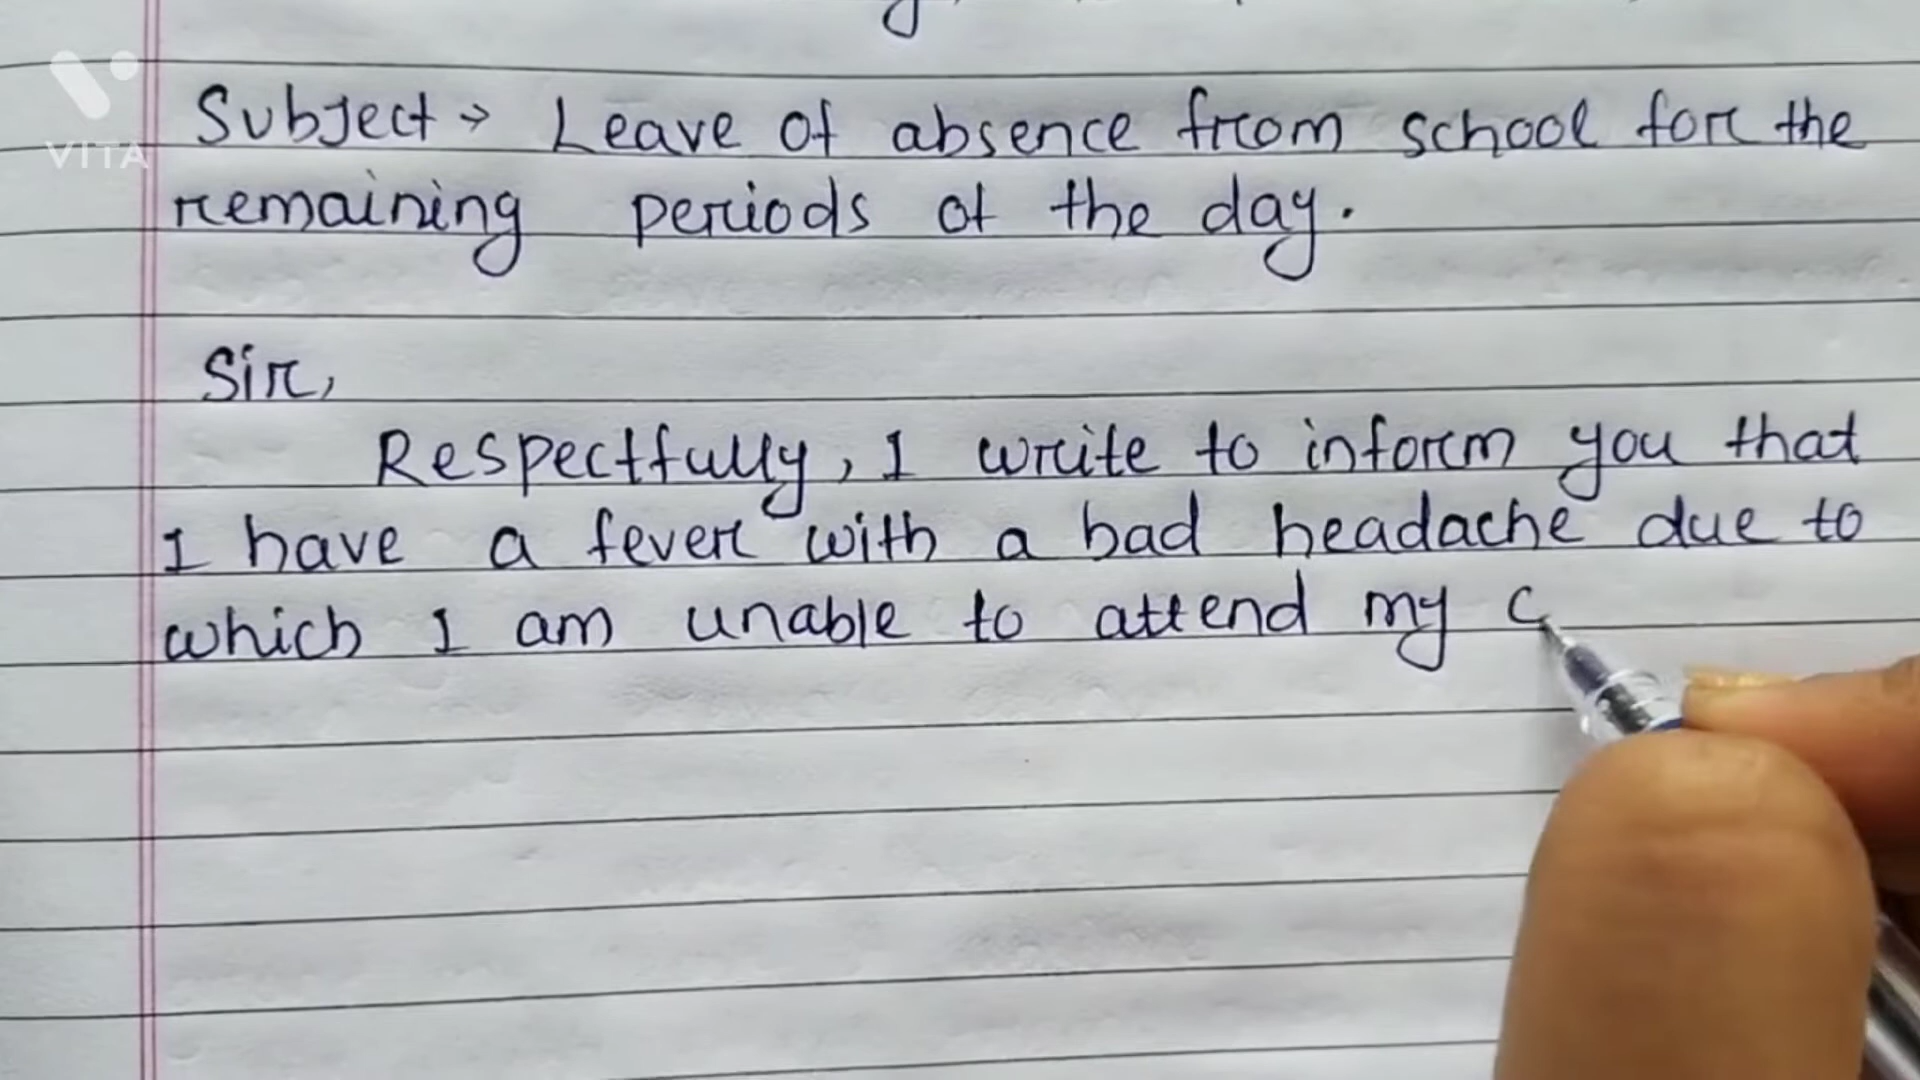 Subject → Leave of absence from school for the
remaining periods of the day.
Sir,
Respectfully, I write to inform you that
I have a fever with a bad headache due to
which I am unable to attend my c
VITA